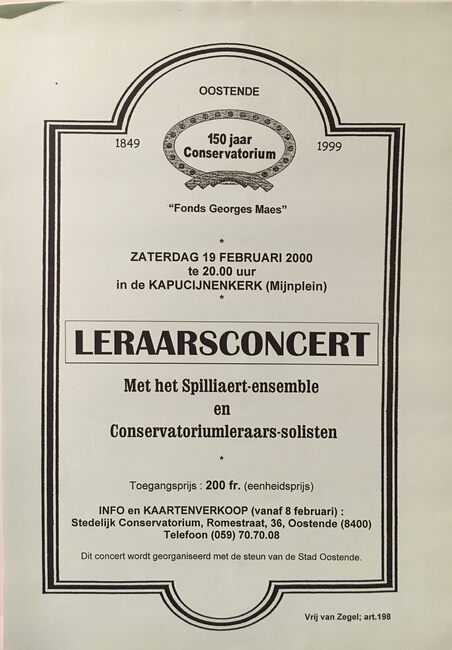 OOSTENDE
1849
150 jaar
Conservatorium
1999
"Fonds Georges Maes"
*
ZATERDAG 19 FEBRUARI 2000
te 20.00 uur
in de KAPUCIJNENKERK (Mijnplein)
*
LERAARSCONCERT
Met het Spilliaert-ensemble
en
Conservatoriumleraars-solisten
*
Toegangsprijs : 200 fr. (eenheidsprijs)
INFO en KAARTENVERKOOP (vanaf 8 februari) :
Stedelijk Conservatorium, Romestraat, 36, Oostende (8400)
Telefoon (059) 70.70.08
Dit concert wordt georganiseerd met de steun van de Stad Oostende.
Vrij van Zegel; art.198